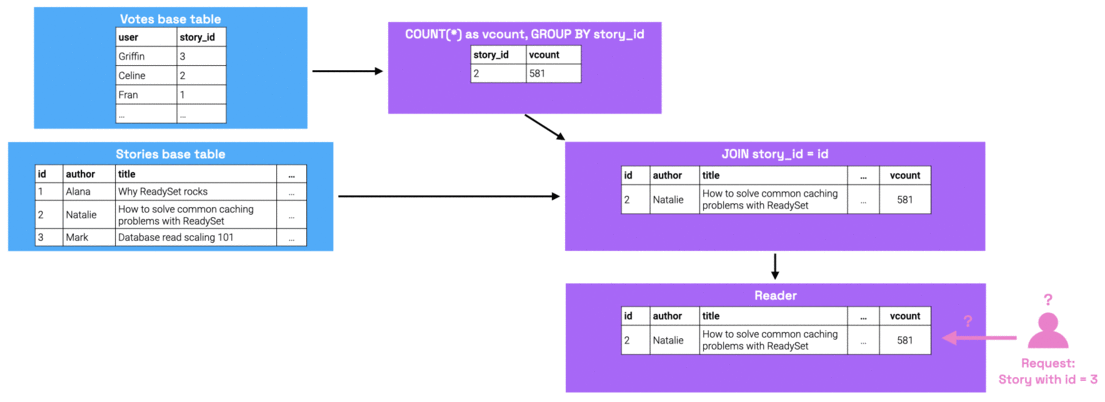 Votes base table
user story_id
Griffin 3
Celine 2
Fran 1
... ...
COUNT(*) as vcount, GROUP BY story_id
story_id vcount
2 581
Stories base table
id author title ...
1 Alana Why ReadySet rocks ...
2 Natalie How to solve common caching
problems with ReadySet ...
3 Mark Database read scaling 101 ...
JOIN story_id = id
id author title ... vcount
2 Natalie How to solve common caching
problems with ReadySet ... 581
Reader
id author title ... vcount
2 Natalie How to solve common caching
problems with ReadySet ... 581
?
?
Request:
Story with id = 3